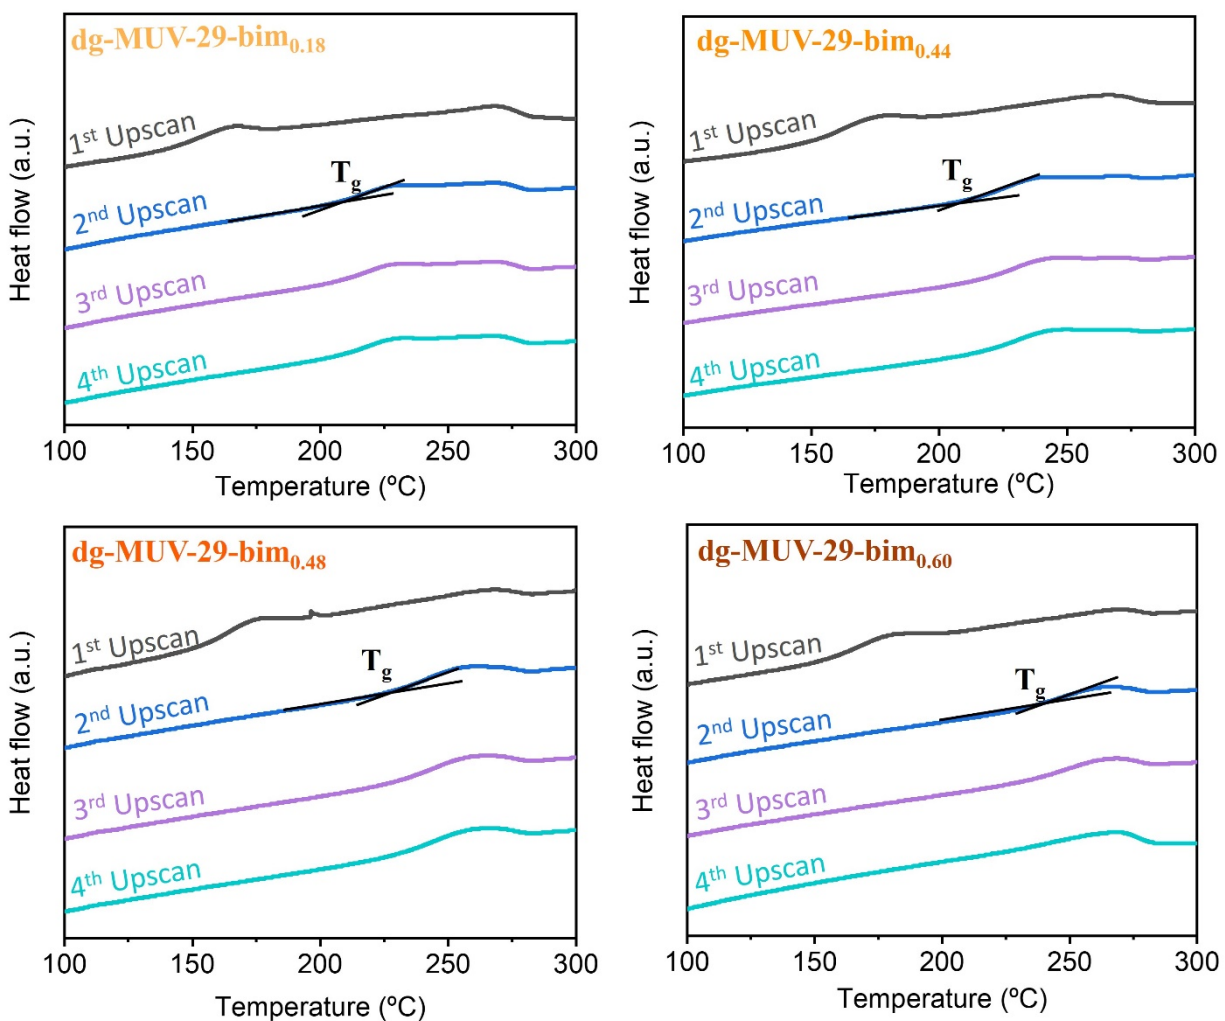 dg-MUV-29-bim0.18
1st Upscan
Tg
2nd Upscan
3rd Upscan
4th Upscan
Heat flow (a.u.)
100 150 200 250 300
Temperature (ºC)
dg-MUV-29-bim0.44
1st Upscan
Tg
2nd Upscan
3rd Upscan
4th Upscan
Heat flow (a.u.)
100 150 200 250 300
Temperature (ºC)
dg-MUV-29-bim0.48
1st Upscan
Tg
2nd Upscan
3rd Upscan
4th Upscan
Heat flow (a.u.)
100 150 200 250 300
Temperature (ºC)
dg-MUV-29-bim0.60
1st Upscan
Tg
2nd Upscan
3rd Upscan
4th Upscan
Heat flow (a.u.)
100 150 200 250 300
Temperature (ºC)